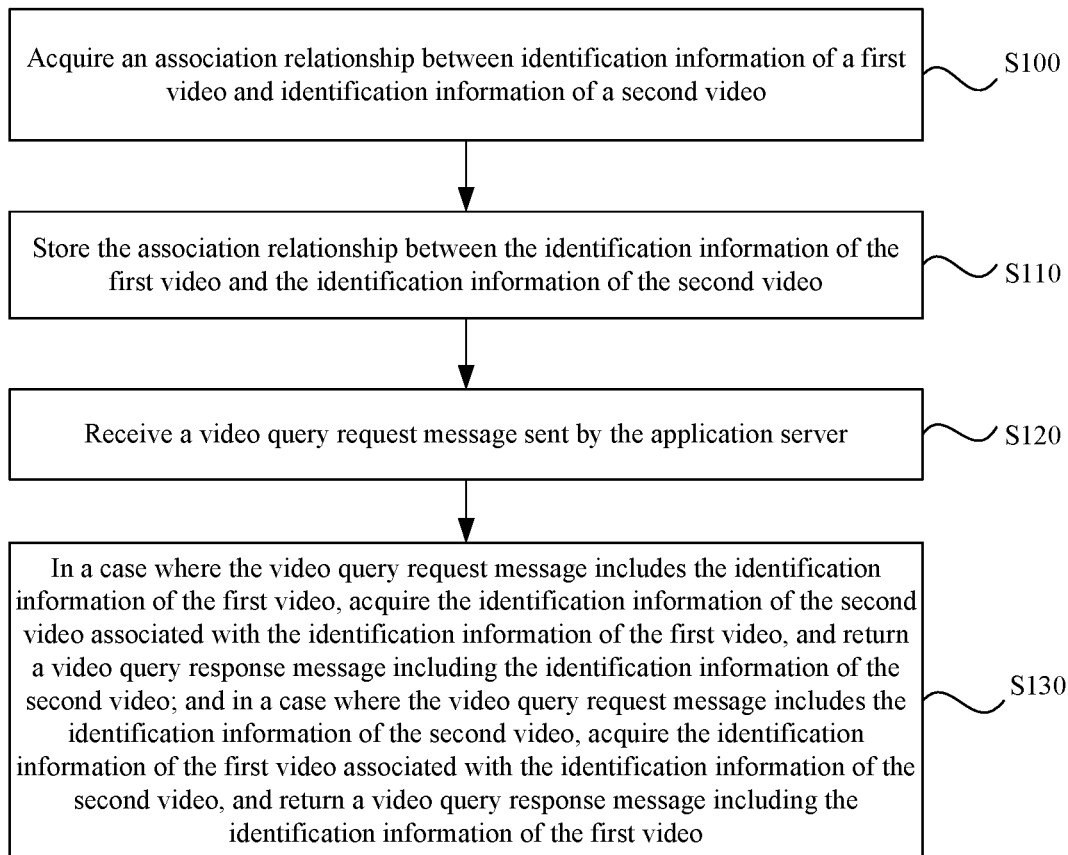 Acquire an association relationship between identification information of a first
video and identification information of a second video
S100
Store the association relationship between the identification information of the
first video and the identification information of the second video
S110
Receive a video query request message sent by the application server
S120
In a case where the video query request message includes the identification
information of the first video, acquire the identification information of the second
video associated with the identification information of the first video, and return
a video query response message including the identification information of the
second video; and in a case where the video query request message includes the
identification information of the second video, acquire the identification
information of the first video associated with the identification information of the
second video, and return a video query response message including the
identification information of the first video
S130